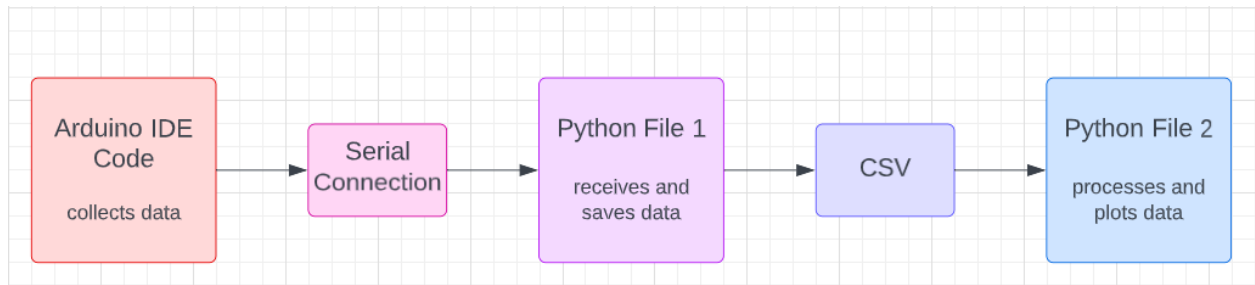 Arduino IDE
Code
collects data
Serial
Connection
Python File 1
receives and
saves data
CSV
Python File 2
processes and
plots data